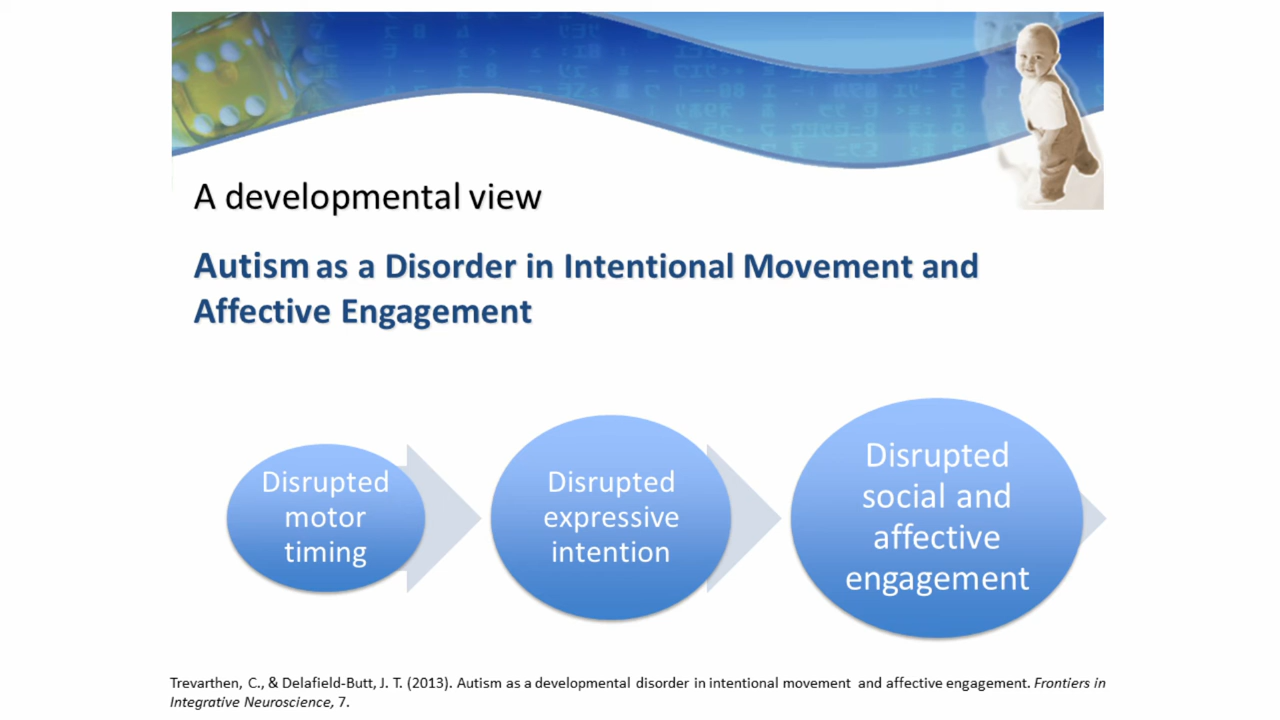 A developmental view
Autism as a Disorder in Intentional Movement and
Affective Engagement
Disrupted
motor
timing
Disrupted
expressive
intention
Disrupted
social and
affective
engagement
Trevarthen, C., & Delafield-Butt, J. T. (2013). Autism as a developmental disorder in intentional movement and affective engagement. Frontiers in
Integrative Neuroscience, 7.